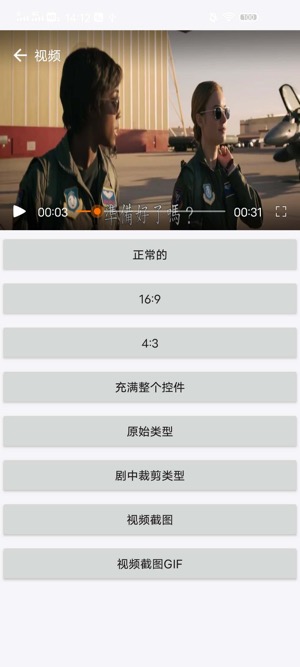 视频
00:03
準備好了嗎？
00:31
正常的
16:9
4:3
充满整个控件
原始类型
剧中裁剪类型
视频截图
视频截图GIF